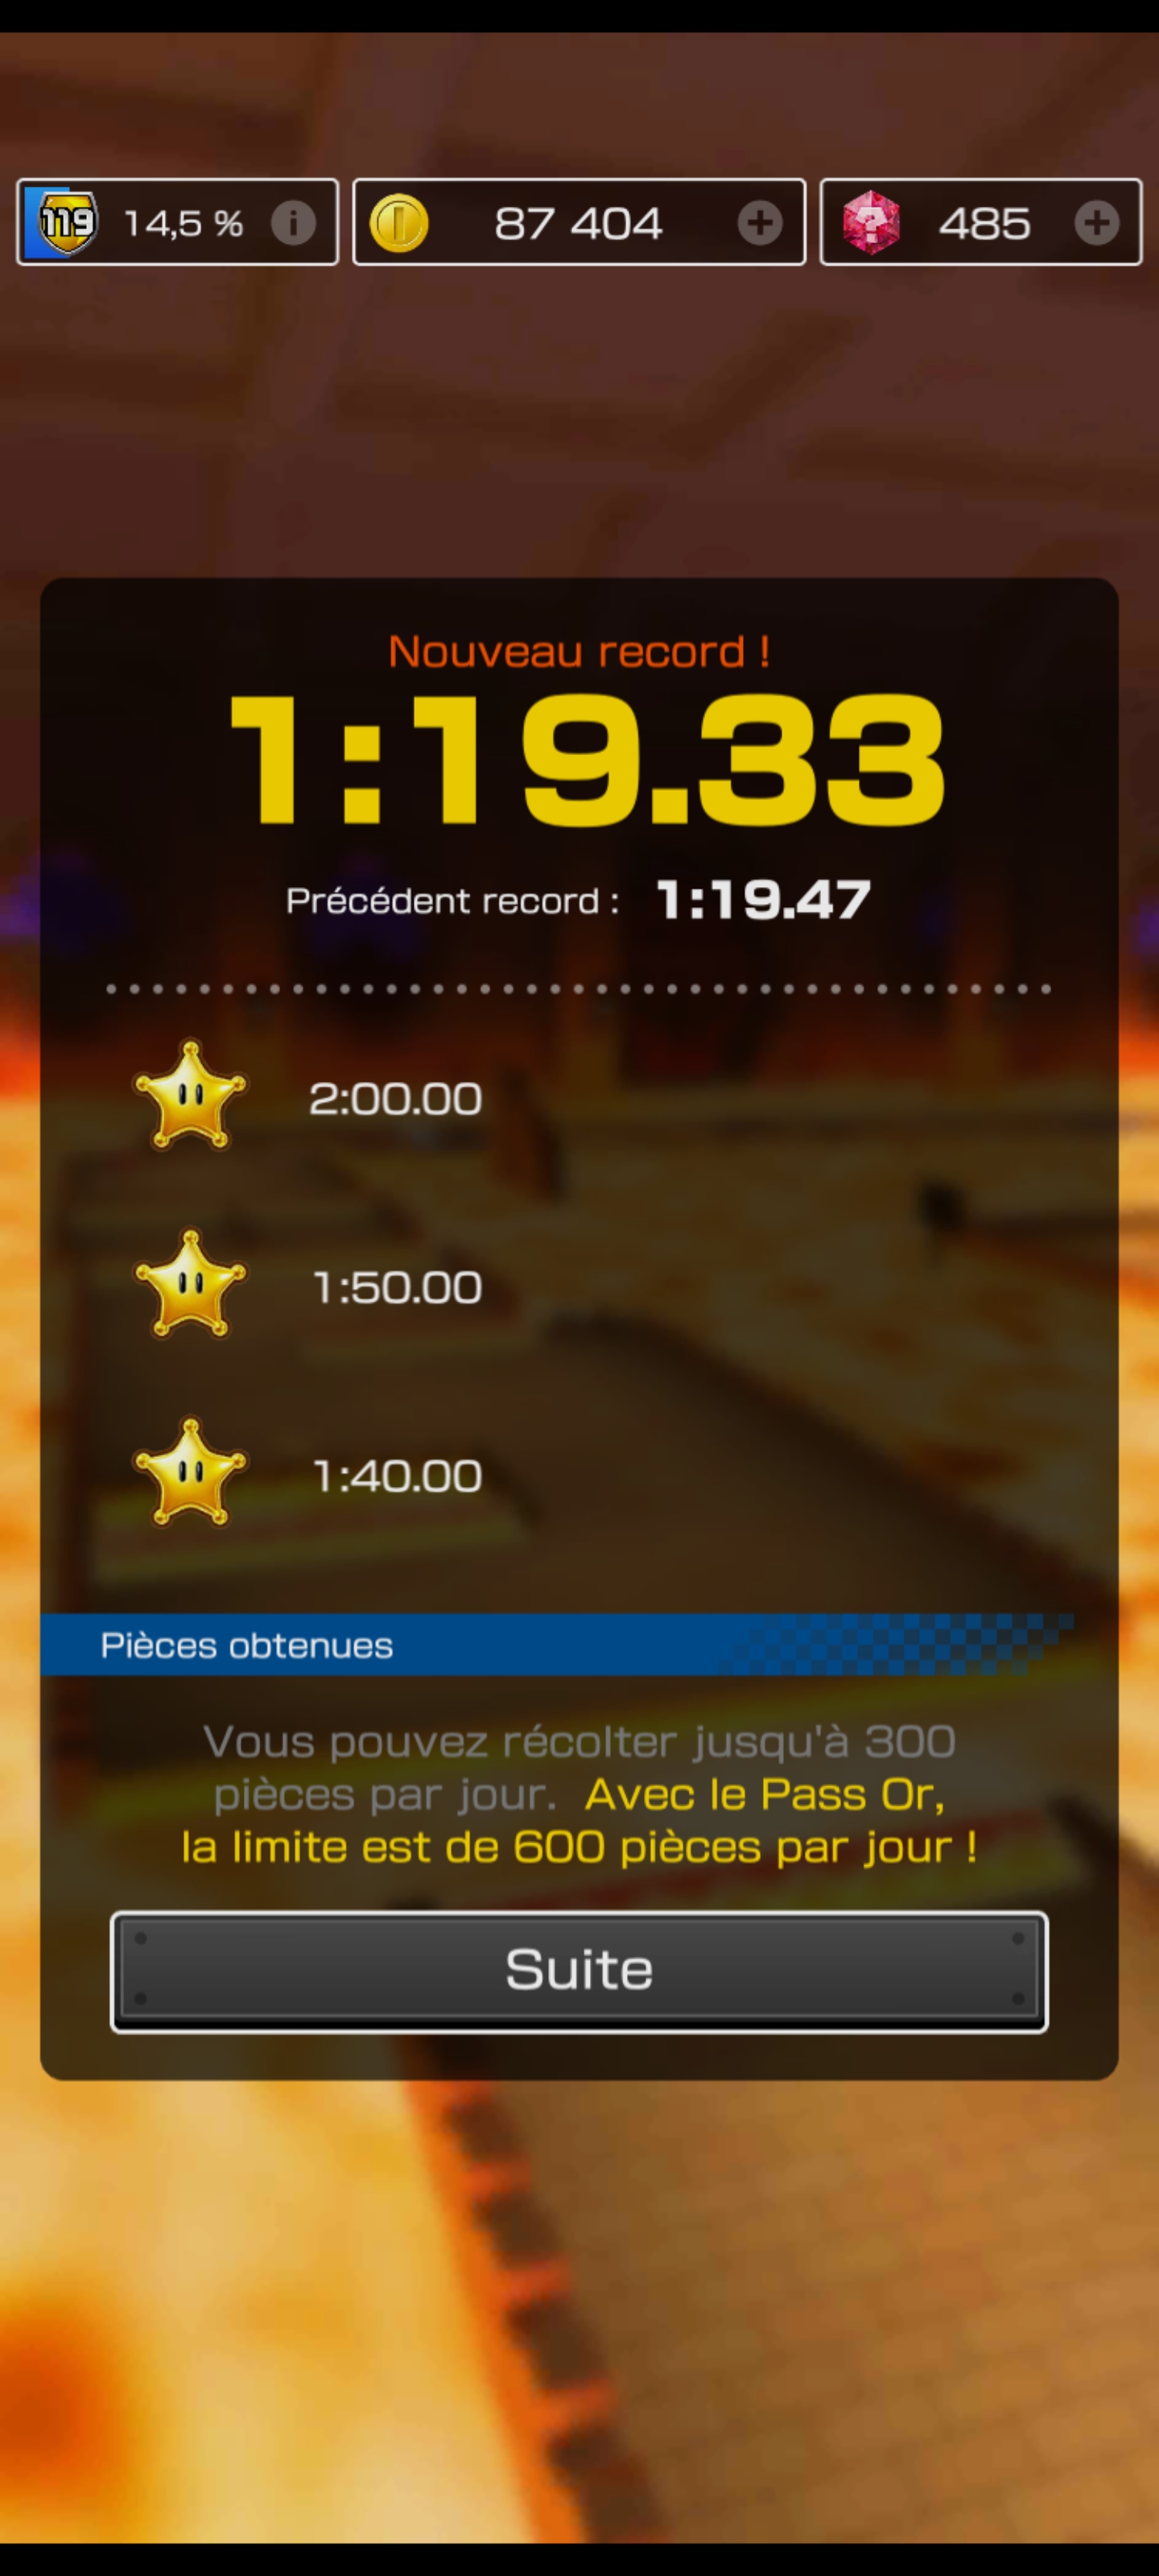 119 14,5 % i 87 404 + ? 485 +
Nouveau record !
1:19.33
Précédent record : 1:19.47
2:00.00
1:50.00
1:40.00
Pièces obtenues
Vous pouvez récolter jusqu'à 300
pièces par jour. Avec le Pass Or,
la limite est de 600 pièces par jour !
Suite